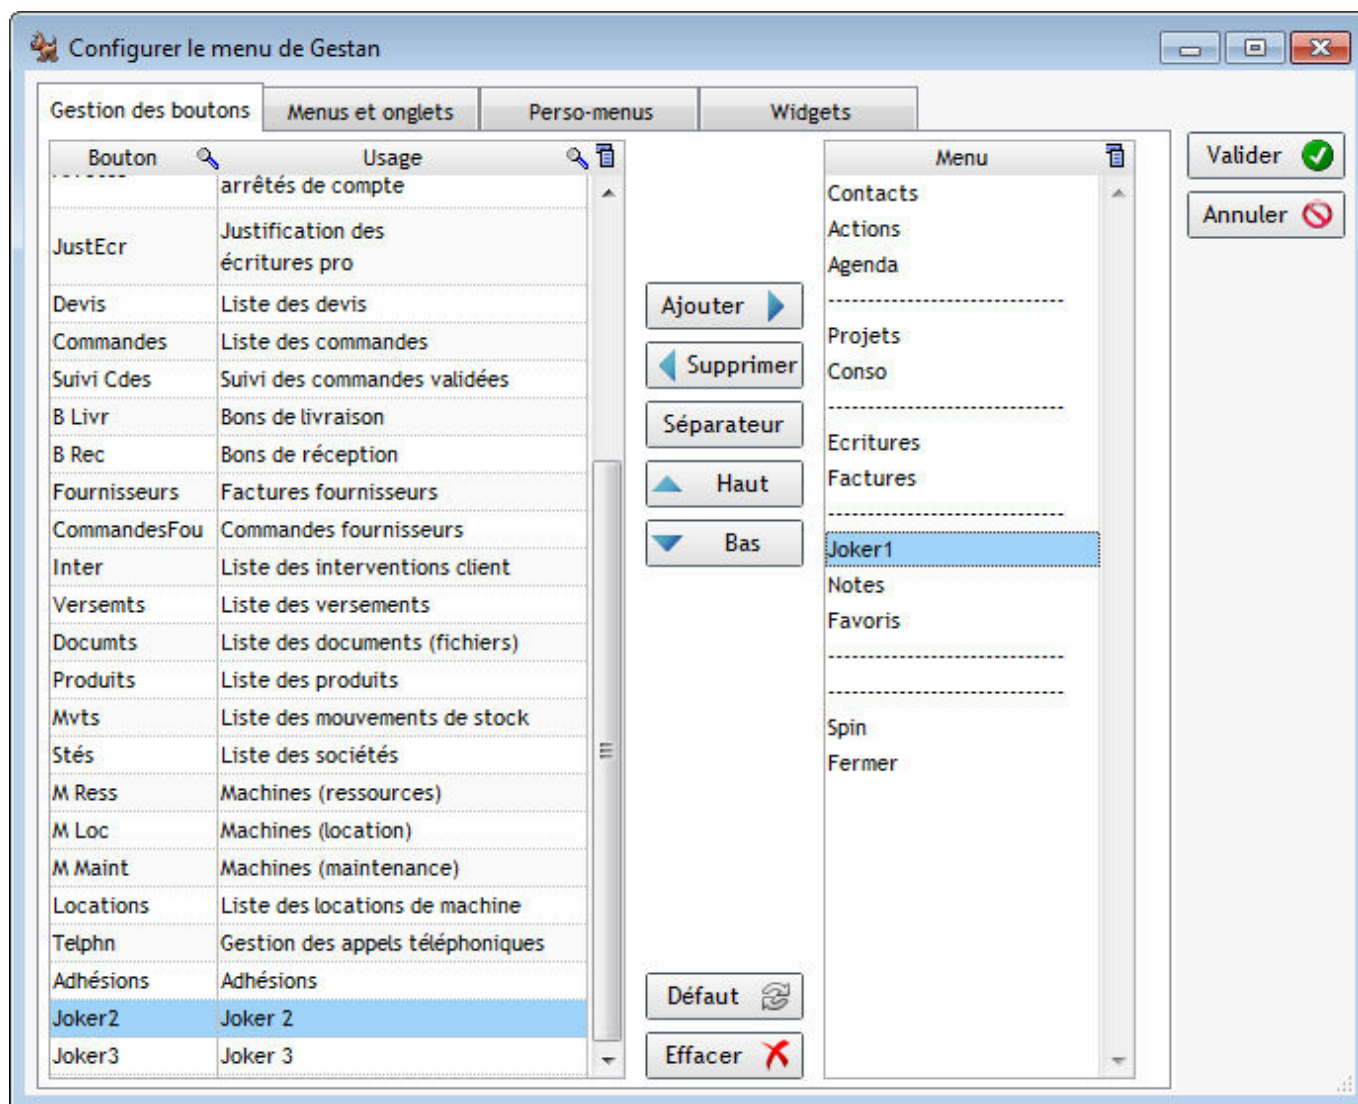 Configurer le menu de Gestan
Gestion des boutons Menus et onglets Perso-menus Widgets
Bouton Usage
arrêtés de compte
JustEcr Justification des
écritures pro
Devis Liste des devis
Commandes Liste des commandes
Suivi Cdes Suivi des commandes validées
B Livr Bons de livraison
B Rec Bons de réception
Fournisseurs Factures fournisseurs
CommandesFou Commandes fournisseurs
Inter Liste des interventions client
Versemts Liste des versements
Documts Liste des documents (fichiers)
Produits Liste des produits
Mvts Liste des mouvements de stock
Stés Liste des sociétés
M Ress Machines (ressources)
M Loc Machines (location)
M Maint Machines (maintenance)
Locations Liste des locations de machine
Telphn Gestion des appels téléphoniques
Adhésions Adhésions
Joker2 Joker 2
Joker3 Joker 3
Ajouter
Supprimer
Séparateur
Haut
Bas
Défaut
Effacer
Menu
Contacts
Actions
Agenda
----------------------------
Projets
Conso
----------------------------
Ecritures
Factures
----------------------------
Joker1
Notes
Favoris
----------------------------
----------------------------
Spin
Fermer
Valider
Annuler